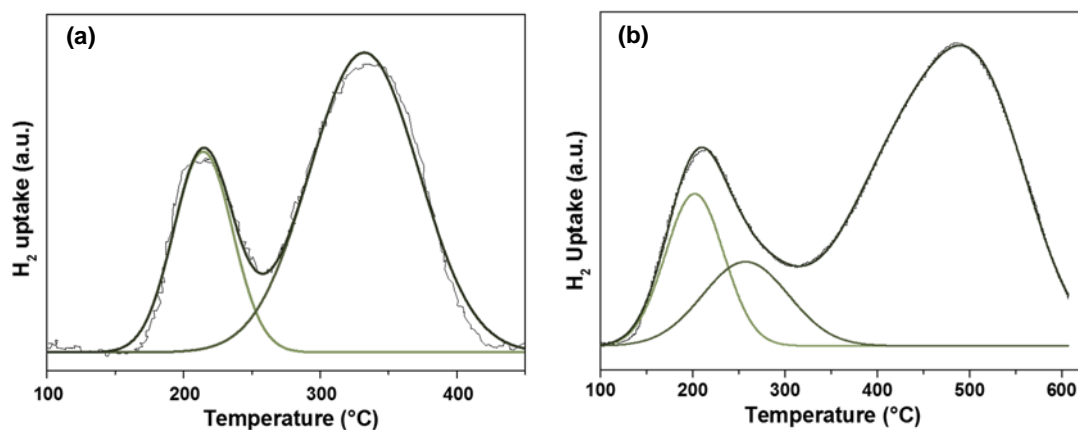 (a)
H2 uptake (a.u.)
100 200 300 400
Temperature (°C)
(b)
H2 Uptake (a.u.)
100 200 300 400 500 600
Temperature (°C)